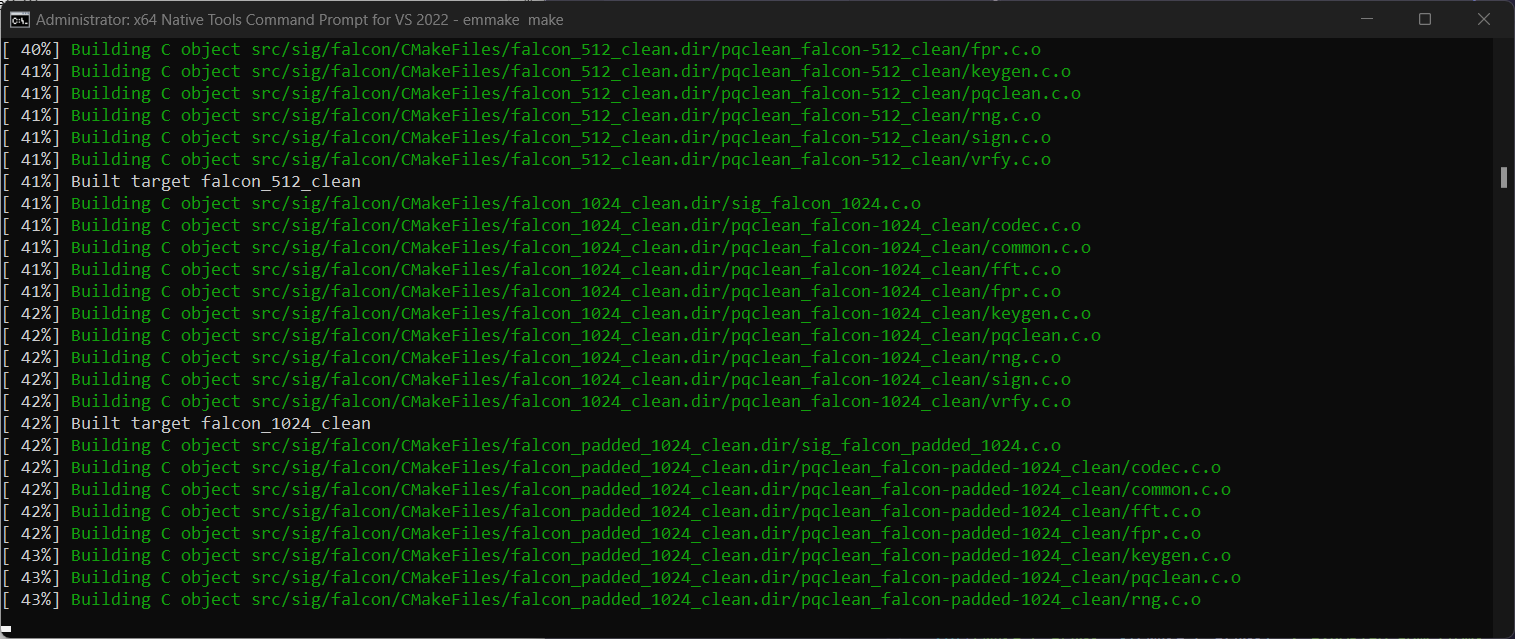 Administrator: x64 Native Tools Command Prompt for VS 2022 - emmake  make
[ 40%] Building C object src/sig/falcon/CMakeFiles/falcon_512_clean.dir/pqclean_falcon-512_clean/fpr.c.o
[ 41%] Building C object src/sig/falcon/CMakeFiles/falcon_512_clean.dir/pqclean_falcon-512_clean/keygen.c.o
[ 41%] Building C object src/sig/falcon/CMakeFiles/falcon_512_clean.dir/pqclean_falcon-512_clean/pqclean.c.o
[ 41%] Building C object src/sig/falcon/CMakeFiles/falcon_512_clean.dir/pqclean_falcon-512_clean/rng.c.o
[ 41%] Building C object src/sig/falcon/CMakeFiles/falcon_512_clean.dir/pqclean_falcon-512_clean/sign.c.o
[ 41%] Building C object src/sig/falcon/CMakeFiles/falcon_512_clean.dir/pqclean_falcon-512_clean/vrfy.c.o
[ 41%] Built target falcon_512_clean
[ 41%] Building C object src/sig/falcon/CMakeFiles/falcon_1024_clean.dir/sig_falcon_1024.c.o
[ 41%] Building C object src/sig/falcon/CMakeFiles/falcon_1024_clean.dir/pqclean_falcon-1024_clean/codec.c.o
[ 41%] Building C object src/sig/falcon/CMakeFiles/falcon_1024_clean.dir/pqclean_falcon-1024_clean/common.c.o
[ 41%] Building C object src/sig/falcon/CMakeFiles/falcon_1024_clean.dir/pqclean_falcon-1024_clean/fft.c.o
[ 41%] Building C object src/sig/falcon/CMakeFiles/falcon_1024_clean.dir/pqclean_falcon-1024_clean/fpr.c.o
[ 42%] Building C object src/sig/falcon/CMakeFiles/falcon_1024_clean.dir/pqclean_falcon-1024_clean/keygen.c.o
[ 42%] Building C object src/sig/falcon/CMakeFiles/falcon_1024_clean.dir/pqclean_falcon-1024_clean/pqclean.c.o
[ 42%] Building C object src/sig/falcon/CMakeFiles/falcon_1024_clean.dir/pqclean_falcon-1024_clean/rng.c.o
[ 42%] Building C object src/sig/falcon/CMakeFiles/falcon_1024_clean.dir/pqclean_falcon-1024_clean/sign.c.o
[ 42%] Building C object src/sig/falcon/CMakeFiles/falcon_1024_clean.dir/pqclean_falcon-1024_clean/vrfy.c.o
[ 42%] Built target falcon_1024_clean
[ 42%] Building C object src/sig/falcon/CMakeFiles/falcon_padded_1024_clean.dir/sig_falcon_padded_1024.c.o
[ 42%] Building C object src/sig/falcon/CMakeFiles/falcon_padded_1024_clean.dir/pqclean_falcon-padded-1024_clean/codec.c.o
[ 42%] Building C object src/sig/falcon/CMakeFiles/falcon_padded_1024_clean.dir/pqclean_falcon-padded-1024_clean/common.c.o
[ 42%] Building C object src/sig/falcon/CMakeFiles/falcon_padded_1024_clean.dir/pqclean_falcon-padded-1024_clean/fft.c.o
[ 42%] Building C object src/sig/falcon/CMakeFiles/falcon_padded_1024_clean.dir/pqclean_falcon-padded-1024_clean/fpr.c.o
[ 43%] Building C object src/sig/falcon/CMakeFiles/falcon_padded_1024_clean.dir/pqclean_falcon-padded-1024_clean/keygen.c.o
[ 43%] Building C object src/sig/falcon/CMakeFiles/falcon_padded_1024_clean.dir/pqclean_falcon-padded-1024_clean/pqclean.c.o
[ 43%] Building C object src/sig/falcon/CMakeFiles/falcon_padded_1024_clean.dir/pqclean_falcon-padded-1024_clean/rng.c.o